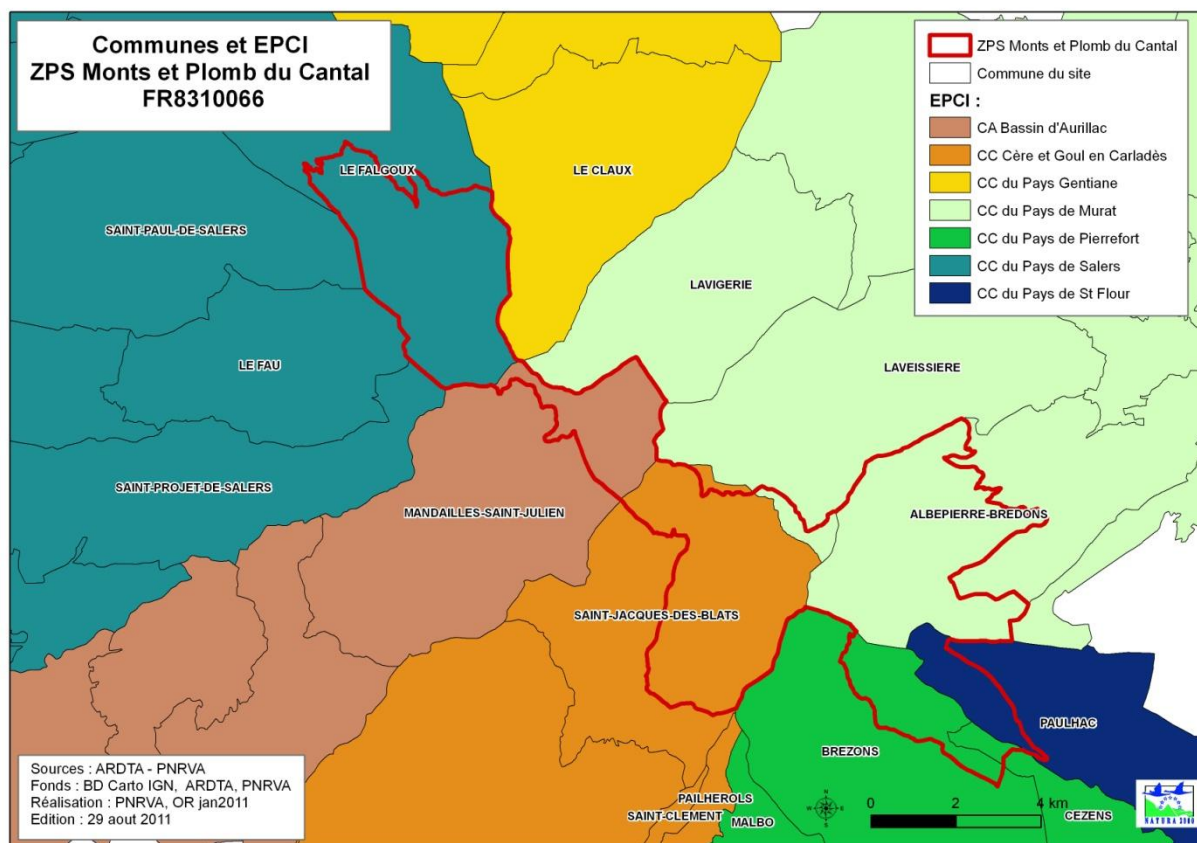 Communes et EPCI
ZPS Monts et Plomb du Cantal
FR8310066
ZPS Monts et Plomb du Cantal
Commune du site
EPCI :
CA Bassin d'Aurillac
CC Cère et Goul en Carladès
CC du Pays Gentiane
CC du Pays de Murat
CC du Pays de Pierrefort
CC du Pays de Salers
CC du Pays de St Flour
LE FALGOUX
LE CLAUX
SAINT-PAUL-DE-SALERS
LAVIGERIE
LE FAU
LAVEISSIERE
SAINT-PROJET-DE-SALERS
MANDAILLES-SAINT-JULIEN
ALBEPIERRE-BREDONS
SAINT-JACQUES-DES-BLATS
PAULHAC
BREZONS
PAILHEROLS
SAINT-CLEMENT
MALBO
CEZENS
Sources : ARDTA - PNRVA
Fonds : BD Carto IGN, ARDTA, PNRVA
Réalisation : PNRVA, OR jan2011
Edition : 29 aout 2011
0 2 4 km
NATURA 2000